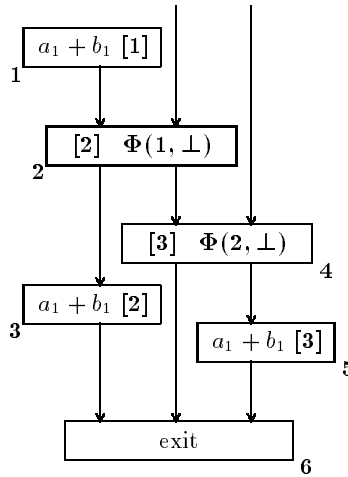 a₁ + b₁ [1]
1
[2] Φ(1, ⊥)
2
[3] Φ(2, ⊥)
4
a₁ + b₁ [2]
3
a₁ + b₁ [3]
5
exit
6